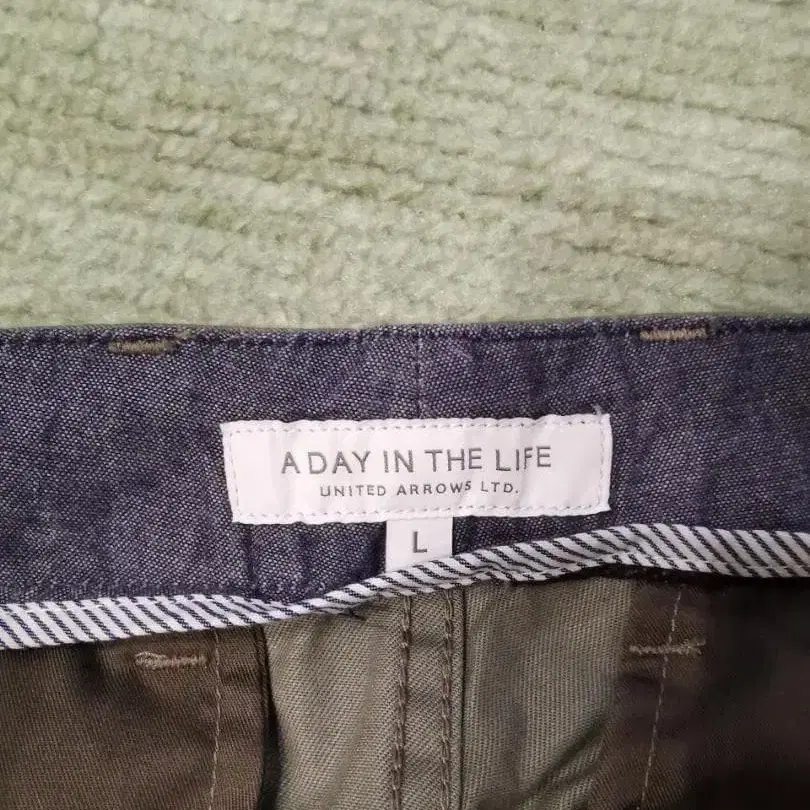 A DAY IN THE LIFE
UNITED ARROWS LTD.
L